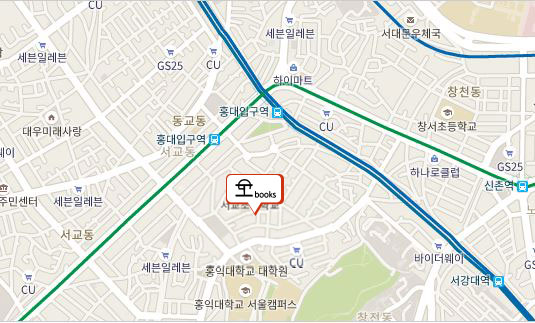 CU
세븐일레븐
서대문우체국
세븐일레븐
GS25
CU
하이마트
창천동
대우미래사랑
동교동
홍대입구역
CU
창서초등학교
홍대입구역
서교동
GS25
하나로클럽
신촌역
주민센터
세븐일레븐
books
서교동
바이더웨이
세븐일레븐
홍익대학교 대학원
CU
서강대역
CU
홍익대학교 서울캠퍼스
창전동